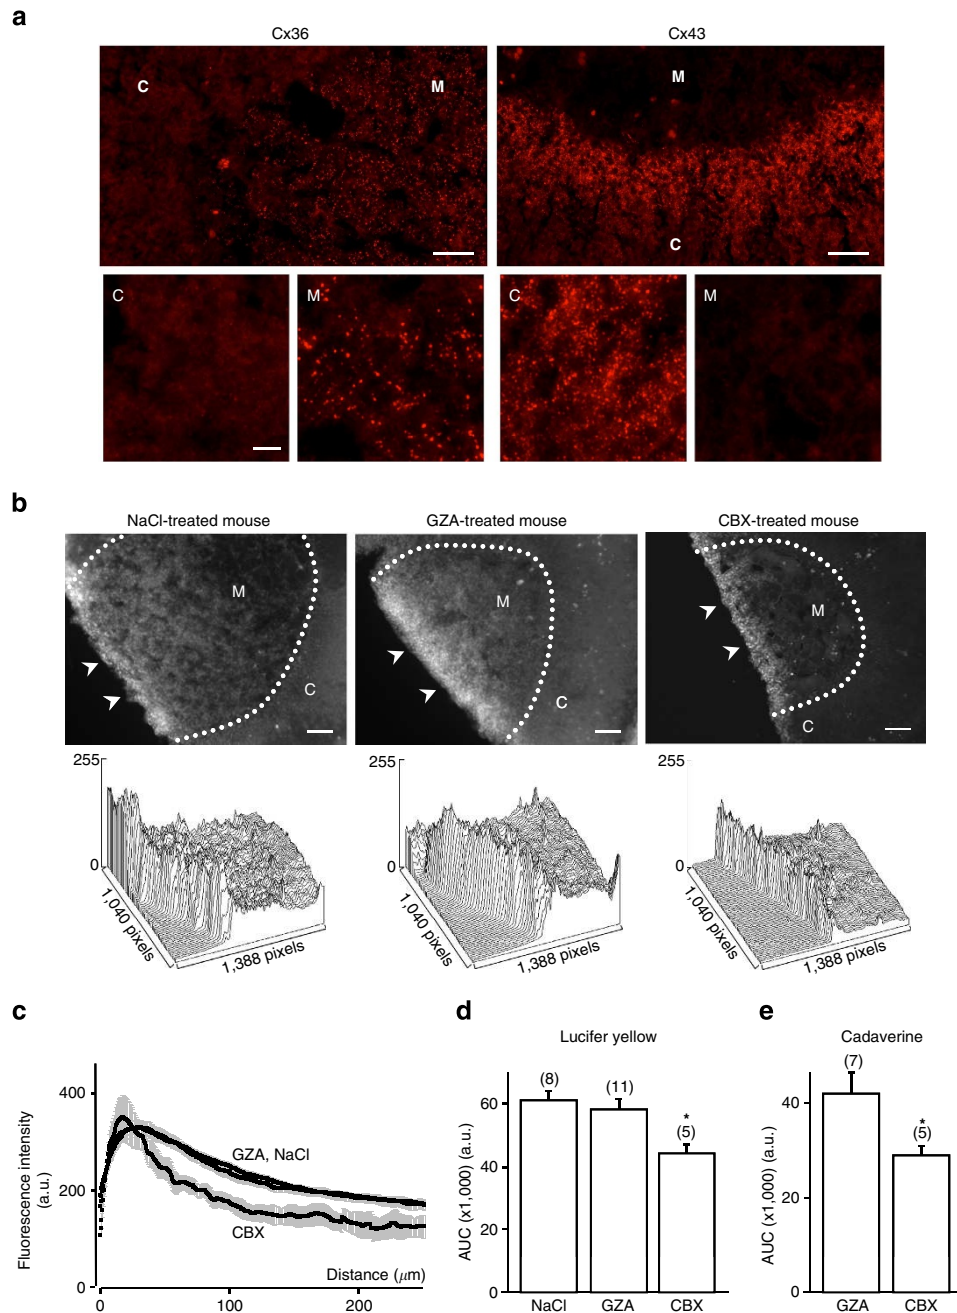 a
Cx36
Cx43
C
M
M
C
C
M
C
M
b
NaCl-treated mouse
GZA-treated mouse
CBX-treated mouse
M
C
M
C
M
C
255
0
1,040 pixels
1,388 pixels
255
0
1,040 pixels
1,388 pixels
255
0
1,040 pixels
1,388 pixels
c
Fluorescence intensity
(a.u.)
400
200
0
GZA, NaCl
CBX
Distance (μm)
0
100
200
d
Lucifer yellow
AUC (x1,000) (a.u.)
60
40
20
0
(8)
(11)
*
(5)
NaCl
GZA
CBX
e
Cadaverine
AUC (x1,000) (a.u.)
40
20
0
(7)
*
(5)
GZA
CBX